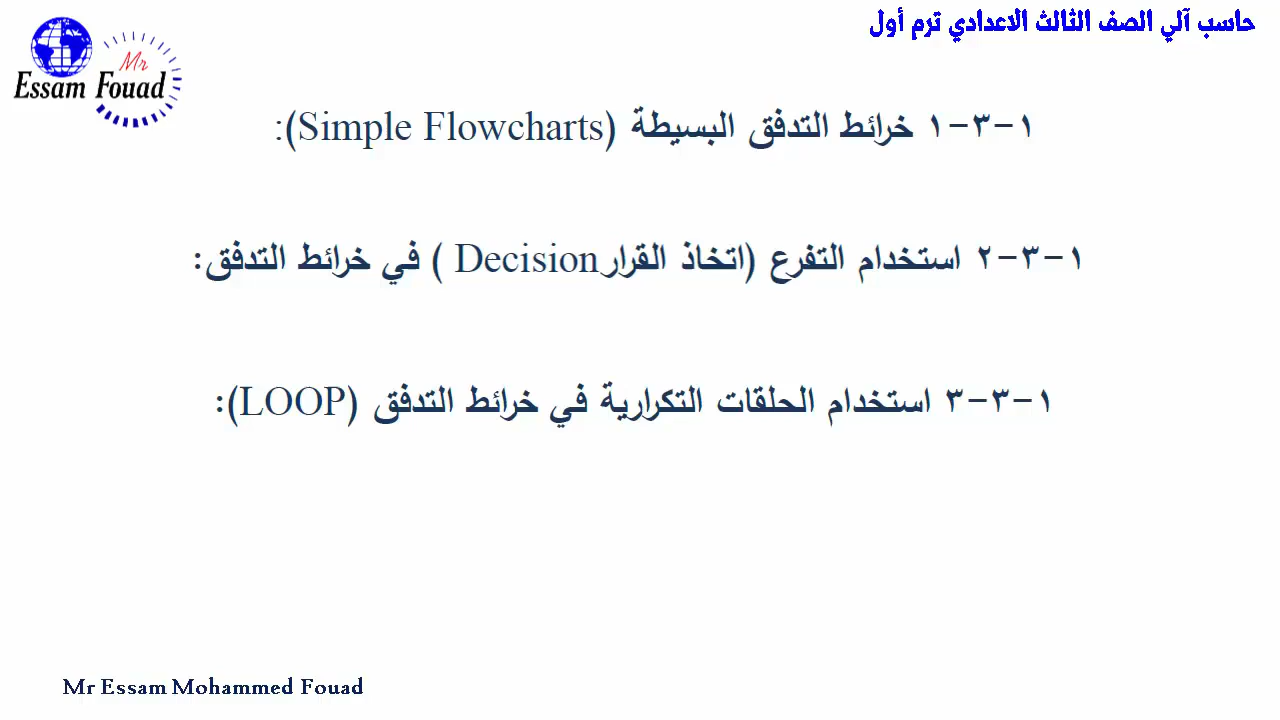 حاسب آلي الصف الثالث الاعدادي ترم أول
Mr
Essam Fouad
١-٣-١ خرائط التدفق البسيطة (Simple Flowcharts):
١-٣-٢ استخدام التفرع (اتخاذ القرار Decision ) في خرائط التدفق:
١-٣-٣ استخدام الحلقات التكرارية في خرائط التدفق (LOOP):
Mr Essam Mohammed Fouad